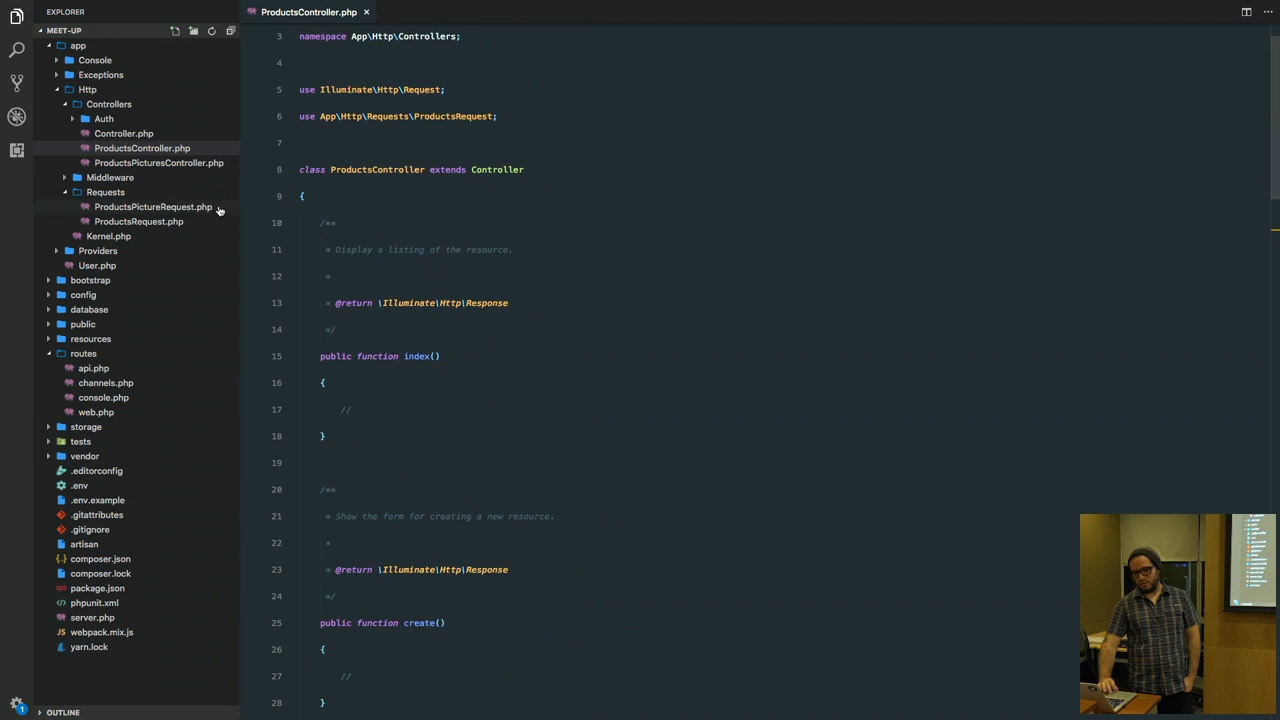 EXPLORER
MEET-UP
app
Console
Exceptions
Http
Controllers
Auth
Controller.php
ProductsController.php
ProductsPicturesController.php
Middleware
Requests
ProductsPictureRequest.php
ProductsRequest.php
Kernel.php
Providers
User.php
bootstrap
config
database
public
resources
routes
api.php
channels.php
console.php
web.php
storage
tests
vendor
.editorconfig
.env
.env.example
.gitattributes
.gitignore
artisan
composer.json
composer.lock
package.json
phpunit.xml
server.php
webpack.mix.js
yarn.lock
OUTLINE
1
ProductsController.php
3 namespace App\Http\Controllers;
4
5 use Illuminate\Http\Request;
6 use App\Http\Requests\ProductsRequest;
7
8 class ProductsController extends Controller
9 {
10 /**
11 * Display a listing of the resource.
12 *
13 * @return \Illuminate\Http\Response
14 */
15 public function index()
16 {
17 //
18 }
19
20 /**
21 * Show the form for creating a new resource.
22 *
23 * @return \Illuminate\Http\Response
24 */
25 public function create()
26 {
27 //
28 }